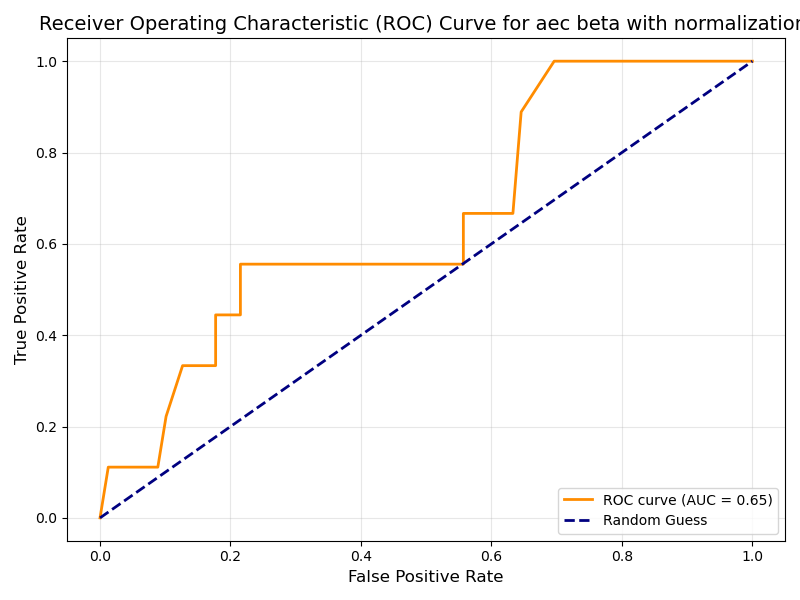 Receiver Operating Characteristic (ROC) Curve for aec beta with normalization
True Positive Rate
1.0
0.8
0.6
0.4
0.2
0.0
0.0 0.2 0.4 0.6 0.8 1.0
False Positive Rate
ROC curve (AUC = 0.65)
Random Guess